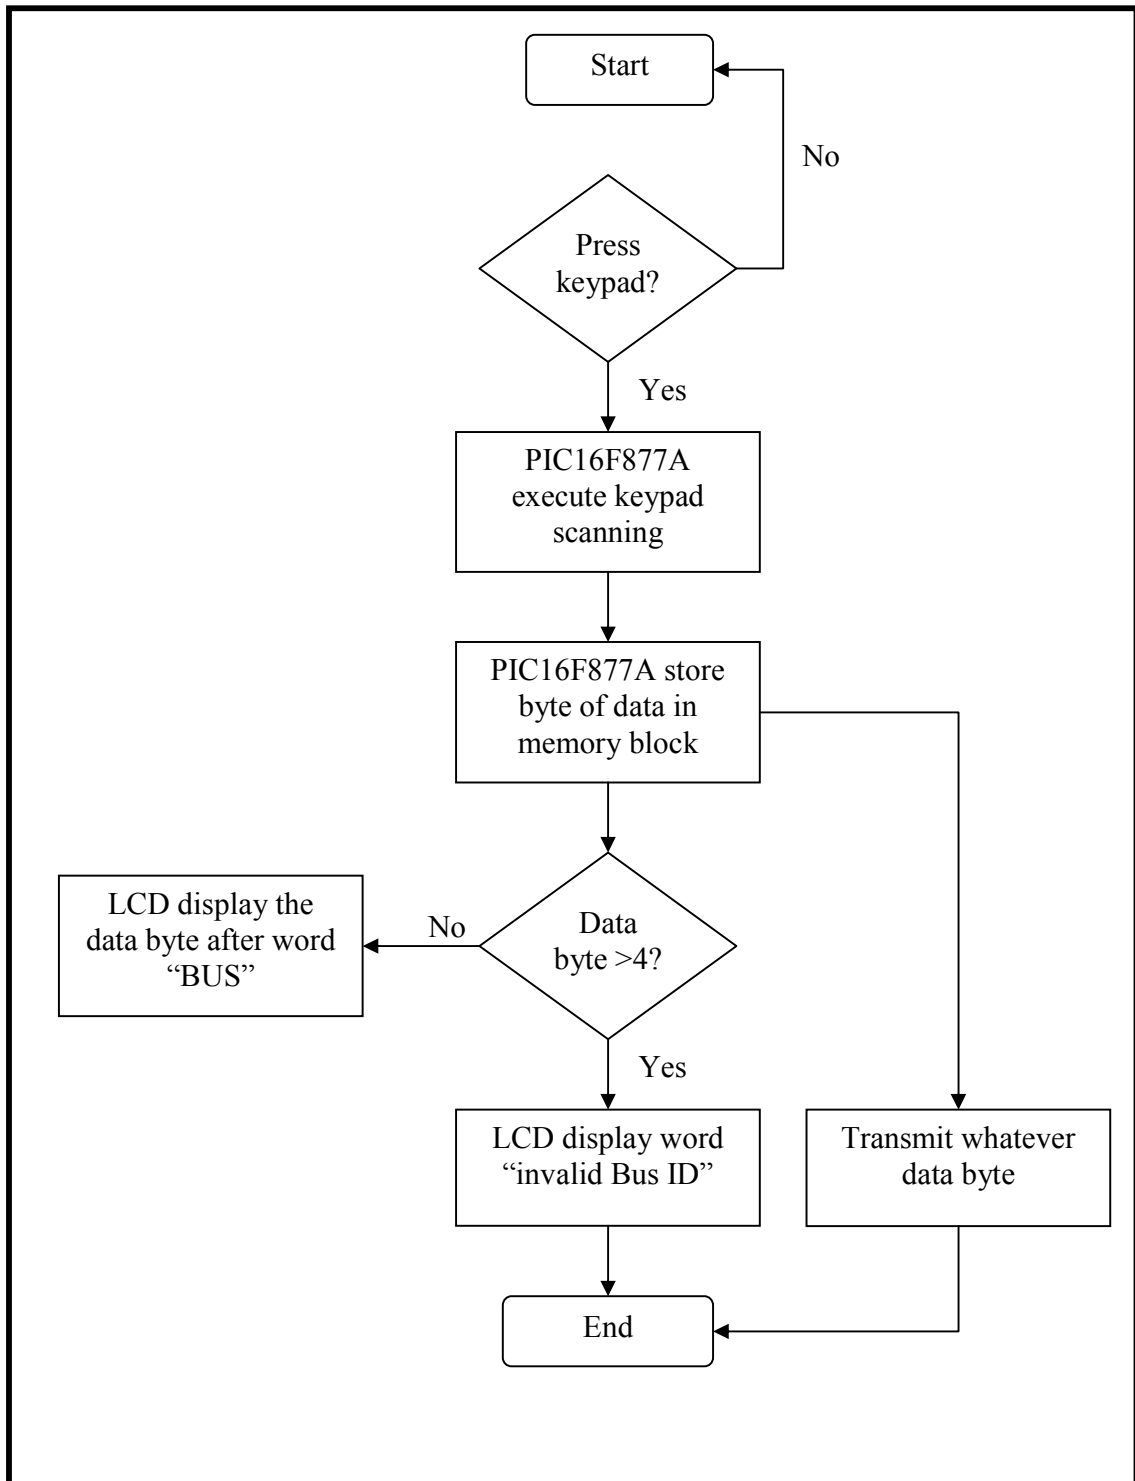 Start
No
Press
keypad?
Yes
PIC16F877A
execute keypad
scanning
PIC16F877A store
byte of data in
memory block
LCD display the
data byte after word
“BUS”
No
Data
byte >4?
Yes
LCD display word
“invalid Bus ID”
Transmit whatever
data byte
End